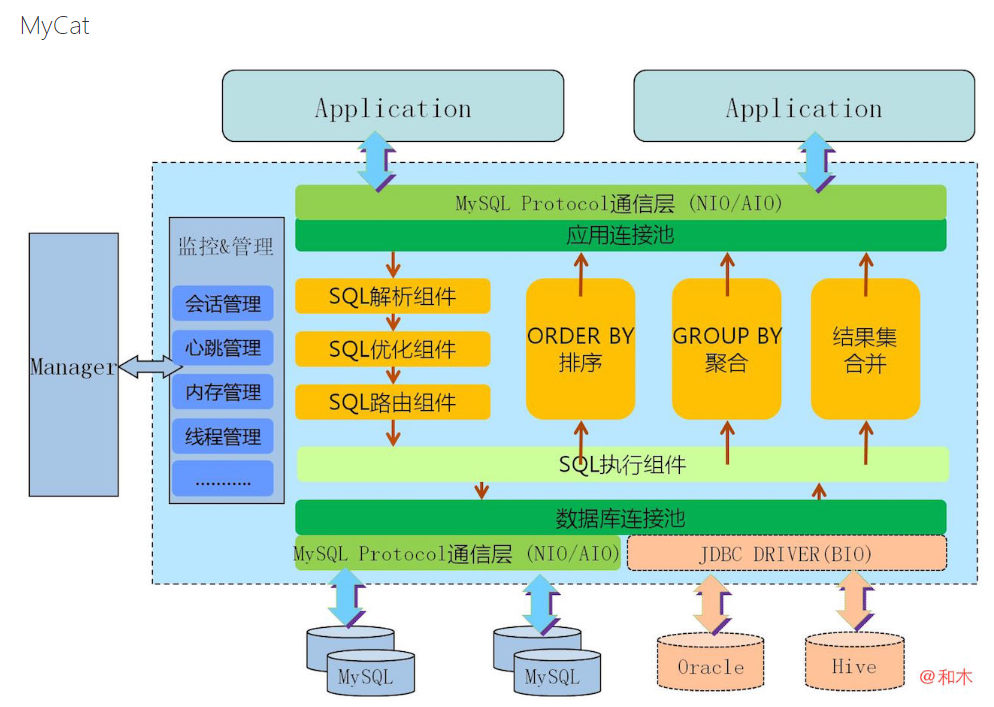 MyCat
Application
Application
MySQL Protocol通信层 (NIO/AIO)
应用连接池
监控&管理
会话管理
心跳管理
内存管理
线程管理
...........
Manager
SQL解析组件
SQL优化组件
SQL路由组件
ORDER BY
排序
GROUP BY
聚合
结果集
合并
SQL执行组件
数据库连接池
MySQL Protocol通信层 (NIO/AIO)
JDBC DRIVER(BIO)
MySQL
MySQL
Oracle
Hive
@和木